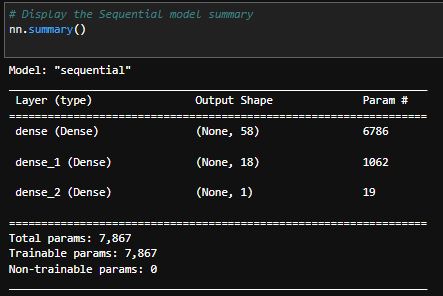 # Display the Sequential model summary
nn.summary()
Model: "sequential"
_________________________________________________________________
Layer (type) Output Shape Param #
=================================================================
dense (Dense) (None, 58) 6786
dense_1 (Dense) (None, 18) 1062
dense_2 (Dense) (None, 1) 19
=================================================================
Total params: 7,867
Trainable params: 7,867
Non-trainable params: 0
_________________________________________________________________